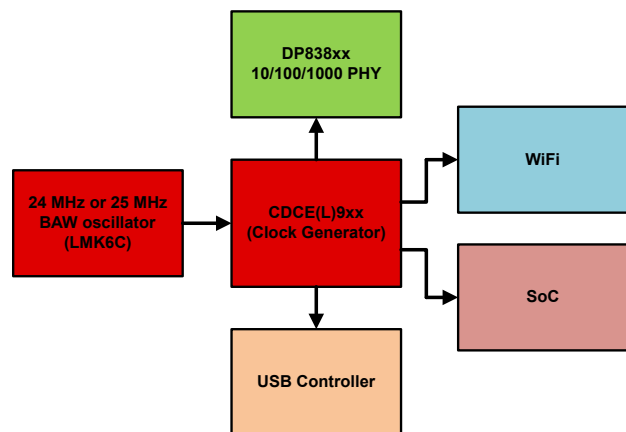 DP838xx
10/100/1000 PHY
WiFi
24 MHz or 25 MHz
BAW oscillator
(LMK6C)
CDCE(L)9xx
(Clock Generator)
SoC
USB Controller